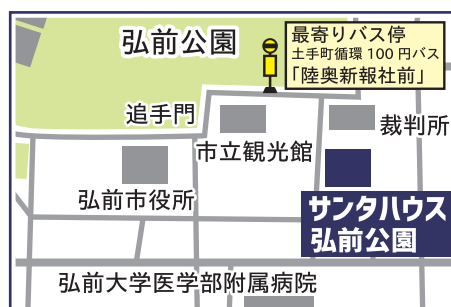 弘前公園
最寄りバス停
土手町循環100円バス
「陸奥新報社前」
追手門
裁判所
市立観光館
弘前市役所
サンタハウス
弘前公園
弘前大学医学部附属病院